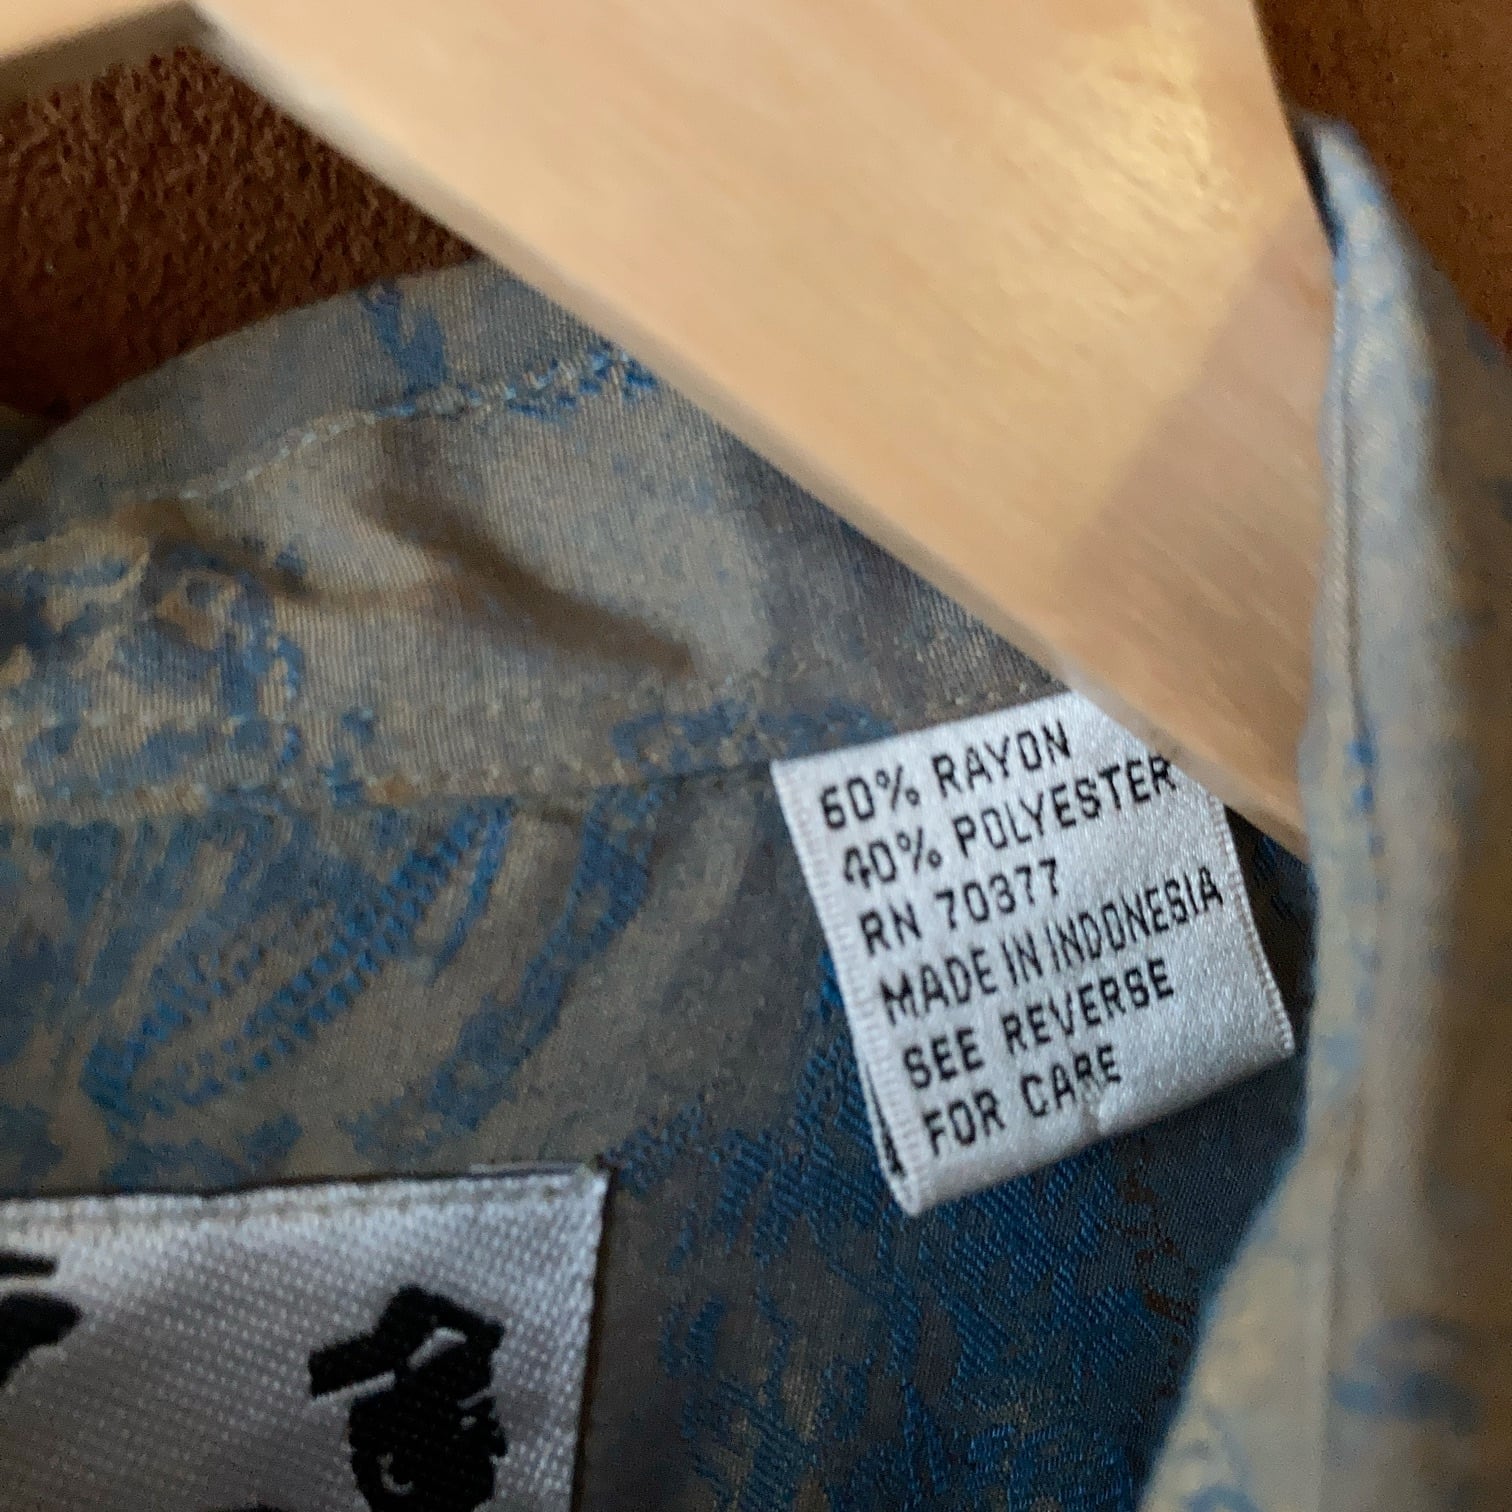 60% RAYON
40% POLYESTER
RN 70377
MADE IN INDONESIA
SEE REVERSE
FOR CARE